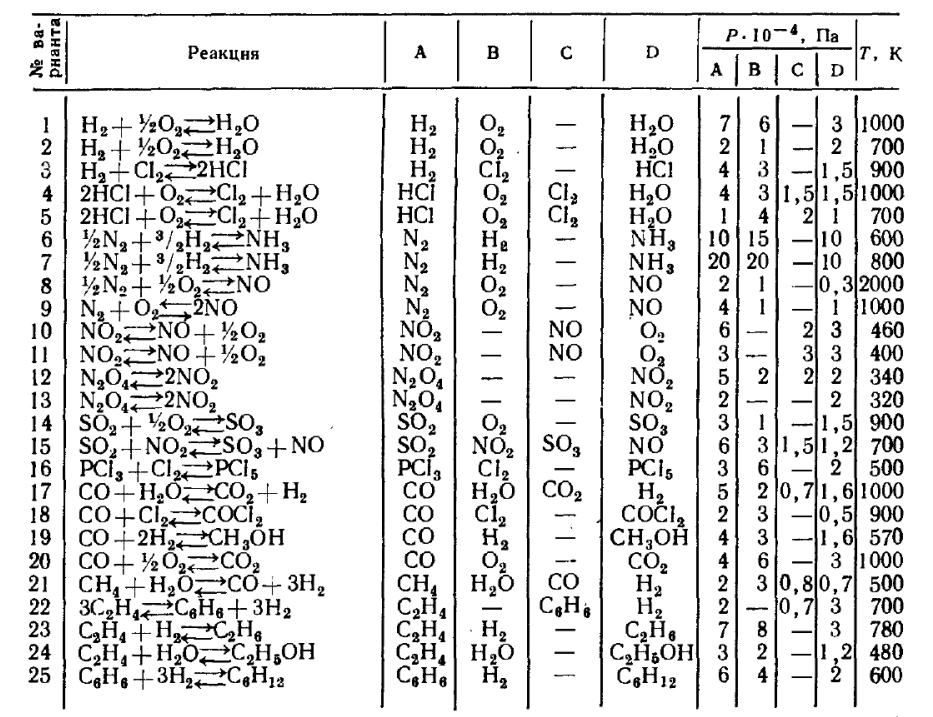 № ва-рианта Реакция A B C D P·10⁻⁴, Па T, К
A B C D
1 H₂+½O₂⇄H₂O H₂ O₂ — H₂O 7 6 — 3 1000
2 H₂+½O₂⇄H₂O H₂ O₂ — H₂O 2 1 — 2 700
3 H₂+Cl₂⇄2HCl H₂ Cl₂ — HCl 4 3 — 1,5 900
4 2HCl+O₂⇄Cl₂+H₂O HCl O₂ Cl₂ H₂O 4 3 1,5 1,5 1000
5 2HCl+O₂⇄Cl₂+H₂O HCl O₂ Cl₂ H₂O 1 4 2 1 700
6 ½N₂+³/₂H₂⇄NH₃ N₂ H₂ — NH₃ 10 15 — 10 600
7 ½N₂+³/₂H₂⇄NH₃ N₂ H₂ — NH₃ 20 20 — 10 800
8 ½N₂+½O₂⇄NO N₂ O₂ — NO 2 1 — 0,3 2000
9 N₂+O₂⇄2NO N₂ O₂ — NO 4 1 — 1 1000
10 NO₂⇄NO+½O₂ NO₂ — NO O₂ 6 — 2 3 460
11 NO₂⇄NO+½O₂ NO₂ — NO O₂ 3 — 3 3 400
12 N₂O₄⇄2NO₂ N₂O₄ — — NO₂ 5 2 2 2 340
13 N₂O₄⇄2NO₂ N₂O₄ — — NO₂ 2 — — 2 320
14 SO₂+½O₂⇄SO₃ SO₂ O₂ — SO₃ 3 1 — 1,5 900
15 SO₂+NO₂⇄SO₃+NO SO₂ NO₂ SO₃ NO 6 3 1,5 1,2 700
16 PCl₃+Cl₂⇄PCl₅ PCl₃ Cl₂ — PCl₅ 3 6 — 2 500
17 CO+H₂O⇄CO₂+H₂ CO H₂O CO₂ H₂ 5 2 0,7 1,6 1000
18 CO+Cl₂⇄COCl₂ CO Cl₂ — COCl₂ 2 3 — 0,5 900
19 CO+2H₂⇄CH₃OH CO H₂ — CH₃OH 4 3 — 1,6 570
20 CO+½O₂⇄CO₂ CO O₂ — CO₂ 4 6 — 3 1000
21 CH₄+H₂O⇄CO+3H₂ CH₄ H₂O CO H₂ 2 3 0,8 0,7 500
22 3C₂H₄⇄C₆H₆+3H₂ C₂H₄ — C₆H₆ H₂ 2 — 0,7 3 700
23 C₂H₄+H₂⇄C₂H₆ C₂H₄ H₂ — C₂H₆ 7 8 — 3 780
24 C₂H₄+H₂O⇄C₂H₅OH C₂H₄ H₂O — C₂H₅OH 3 2 — 1,2 480
25 C₆H₆+3H₂⇄C₆H₁₂ C₆H₆ H₂ — C₆H₁₂ 6 4 — 2 600